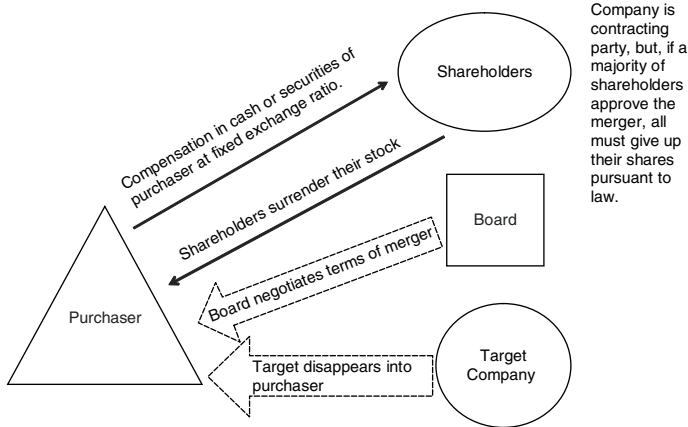 Compensation in cash or securities of
purchaser at fixed exchange ratio.
Shareholders
Company is
contracting
party, but, if a
majority of
shareholders
approve the
merger, all
must give up
their shares
pursuant to
law.
Shareholders surrender their stock
Board
Board negotiates terms of merger
Purchaser
Target disappears into
purchaser
Target
Company